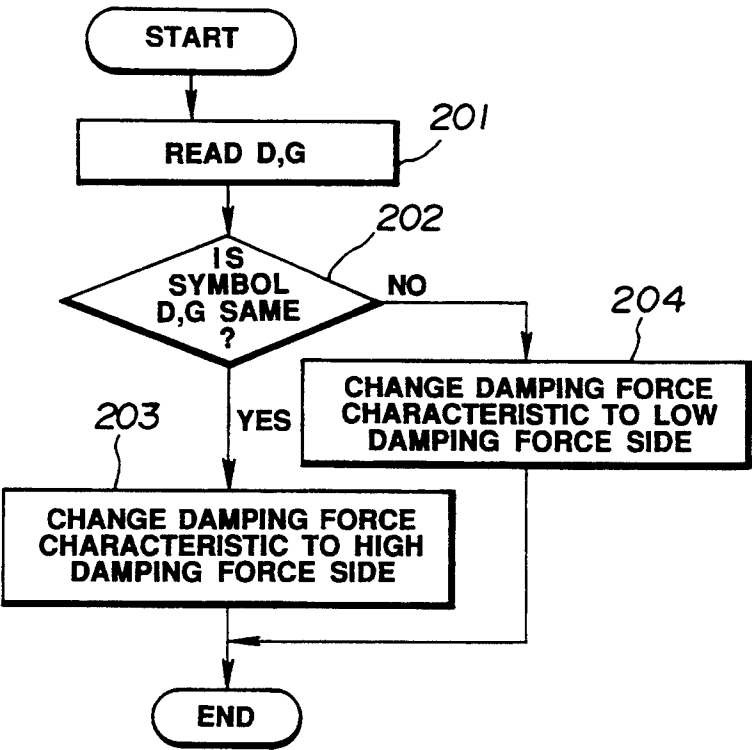 START
201
READ D,G
202
IS
SYMBOL
D,G SAME
?
NO
204
CHANGE DAMPING FORCE
CHARACTERISTIC TO LOW
DAMPING FORCE SIDE
YES
203
CHANGE DAMPING FORCE
CHARACTERISTIC TO HIGH
DAMPING FORCE SIDE
END